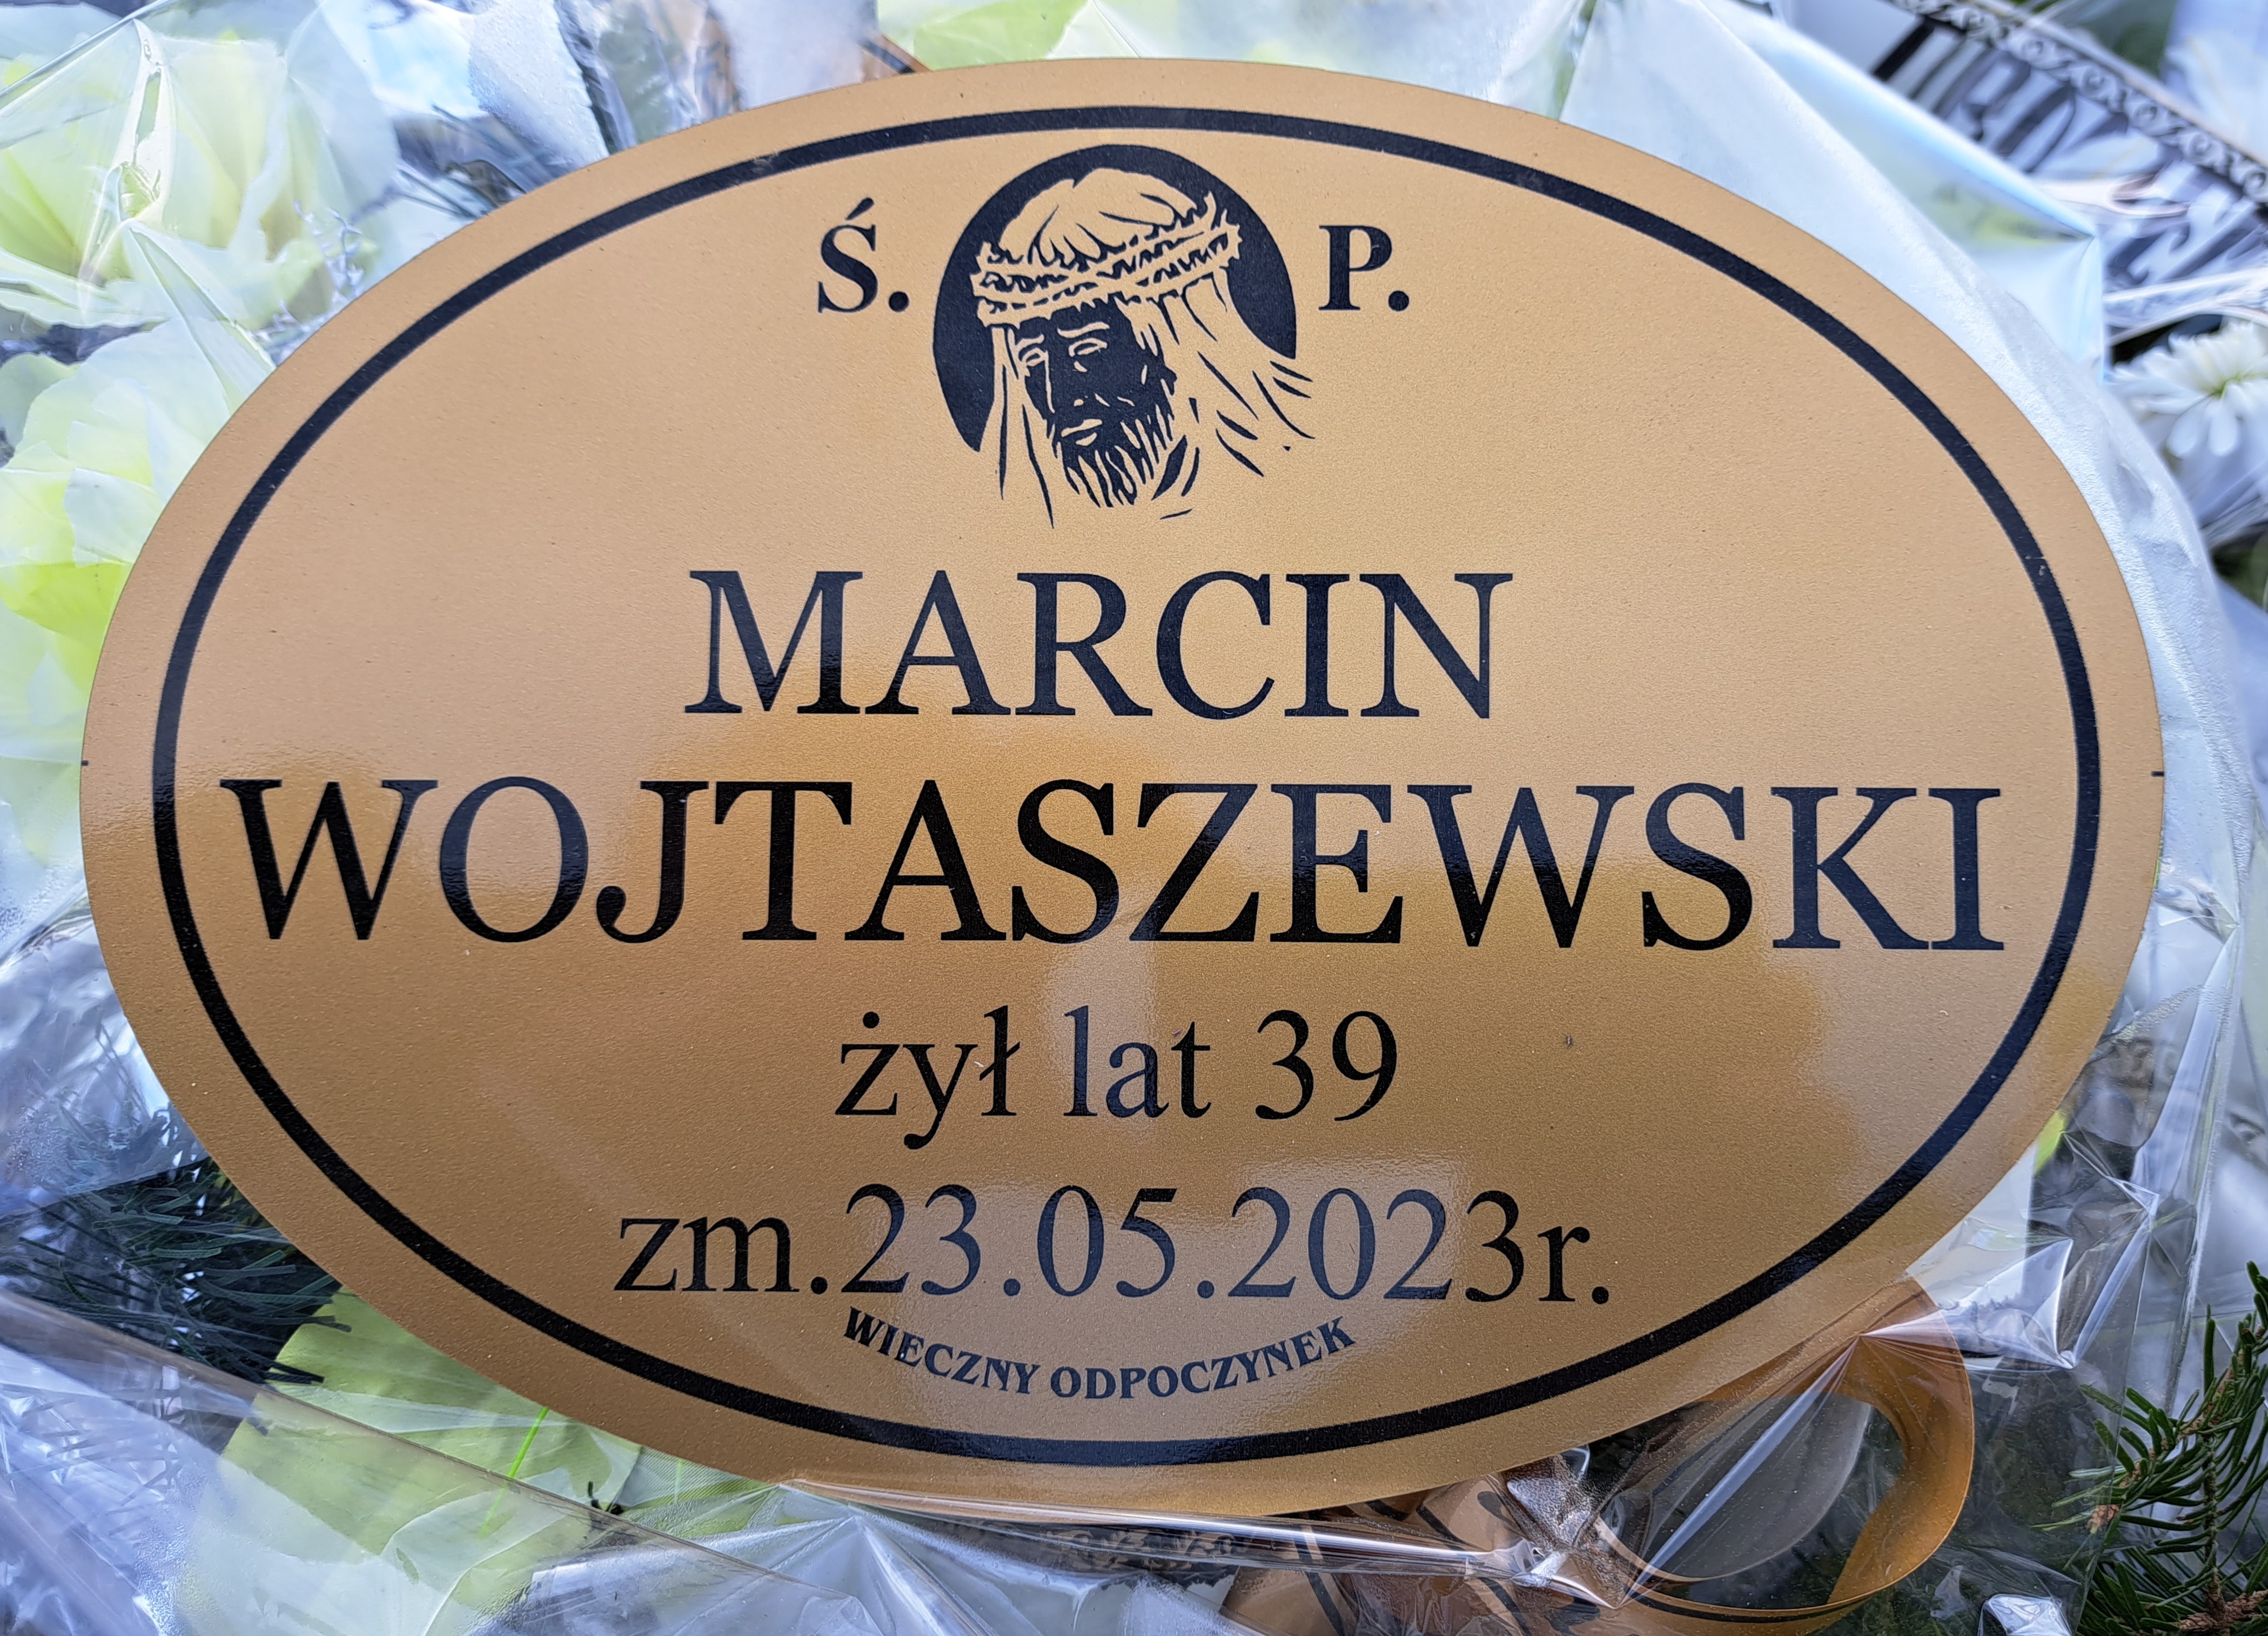 Ś. P.
MARCIN
WOJTASZEWSKI
żył lat 39
zm.23.05.2023r.
WIECZNY ODPOCZYNEK